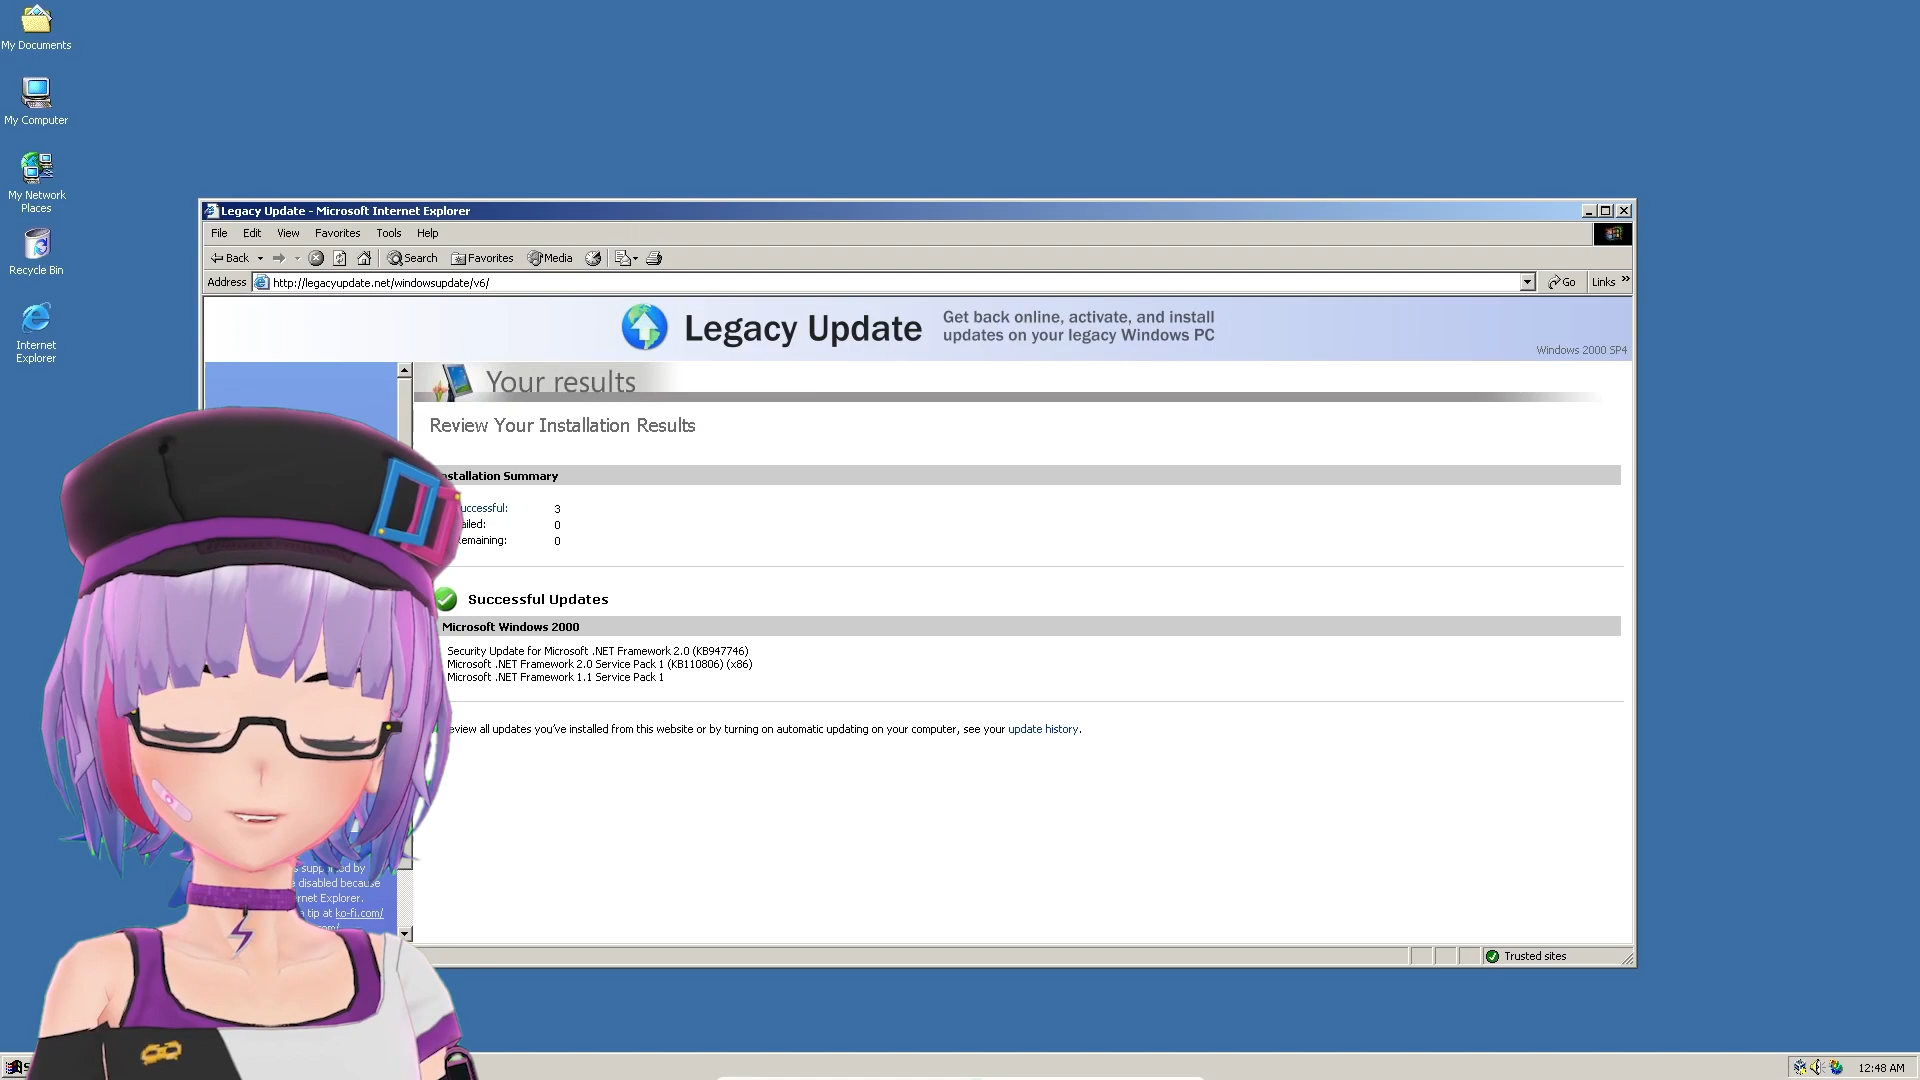 My Documents
My Computer
My Network
Places
Recycle Bin
Internet
Explorer
Legacy Update - Microsoft Internet Explorer
File Edit View Favorites Tools Help
Back Search Favorites Media
Address http://legacyupdate.net/windowsupdate/v6/ Go Links »
Legacy Update
Get back online, activate, and install
updates on your legacy Windows PC
Windows 2000 SP4
Your results
Review Your Installation Results
nstallation Summary
uccessful: 3
ailed: 0
emaining: 0
Successful Updates
Microsoft Windows 2000
Security Update for Microsoft .NET Framework 2.0 (KB947746)
Microsoft .NET Framework 2.0 Service Pack 1 (KB110806) (x86)
Microsoft .NET Framework 1.1 Service Pack 1
eview all updates you've installed from this website or by turning on automatic updating on your computer, see your update history.
supported by
disabled because
rnet Explorer.
tip at ko-fi.com/
Trusted sites
12:48 AM